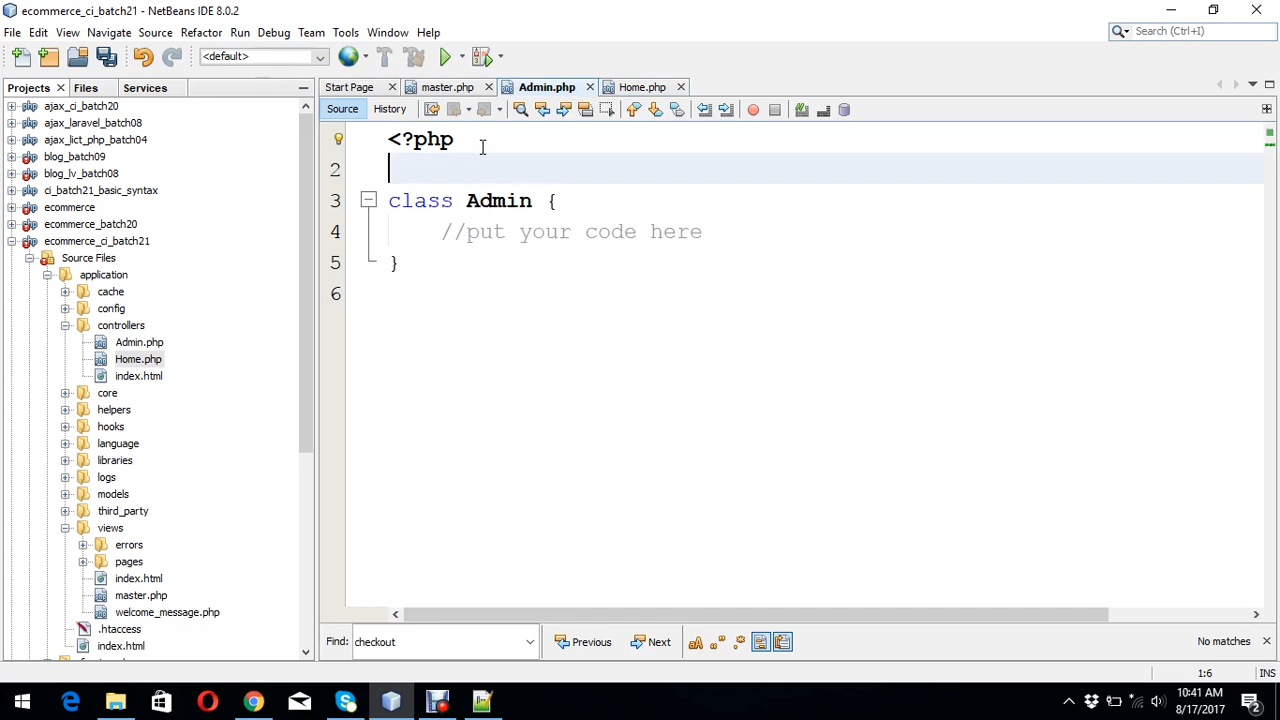 ecommerce_ci_batch21 - NetBeans IDE 8.0.2
File Edit View Navigate Source Refactor Run Debug Team Tools Window Help
Search (Ctrl+I)
<default>
Projects Files Services
Start Page master.php Admin.php Home.php
Source History
ajax_ci_batch20
ajax_laravel_batch08
ajax_lict_php_batch04
blog_batch09
blog_lv_batch08
ci_batch21_basic_syntax
ecommerce
ecommerce_batch20
ecommerce_ci_batch21
Source Files
application
cache
config
controllers
Admin.php
Home.php
index.html
core
helpers
hooks
language
libraries
logs
models
third_party
views
errors
pages
index.html
master.php
welcome_message.php
.htaccess
index.html
<?php
2
3 class Admin {
4 //put your code here
5 }
6
Find: checkout Previous Next No matches
1:6 INS
10:41 AM
8/17/2017
2